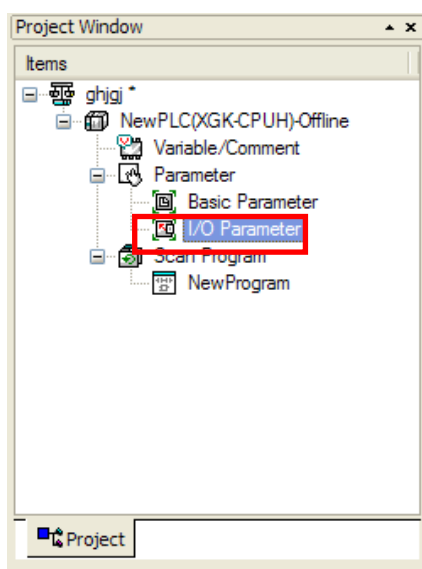 Project Window
Items
ghjgj *
NewPLC(XGK-CPUH)-Offline
Variable/Comment
Parameter
Basic Parameter
I/O Parameter
Scan Program
NewProgram
Project